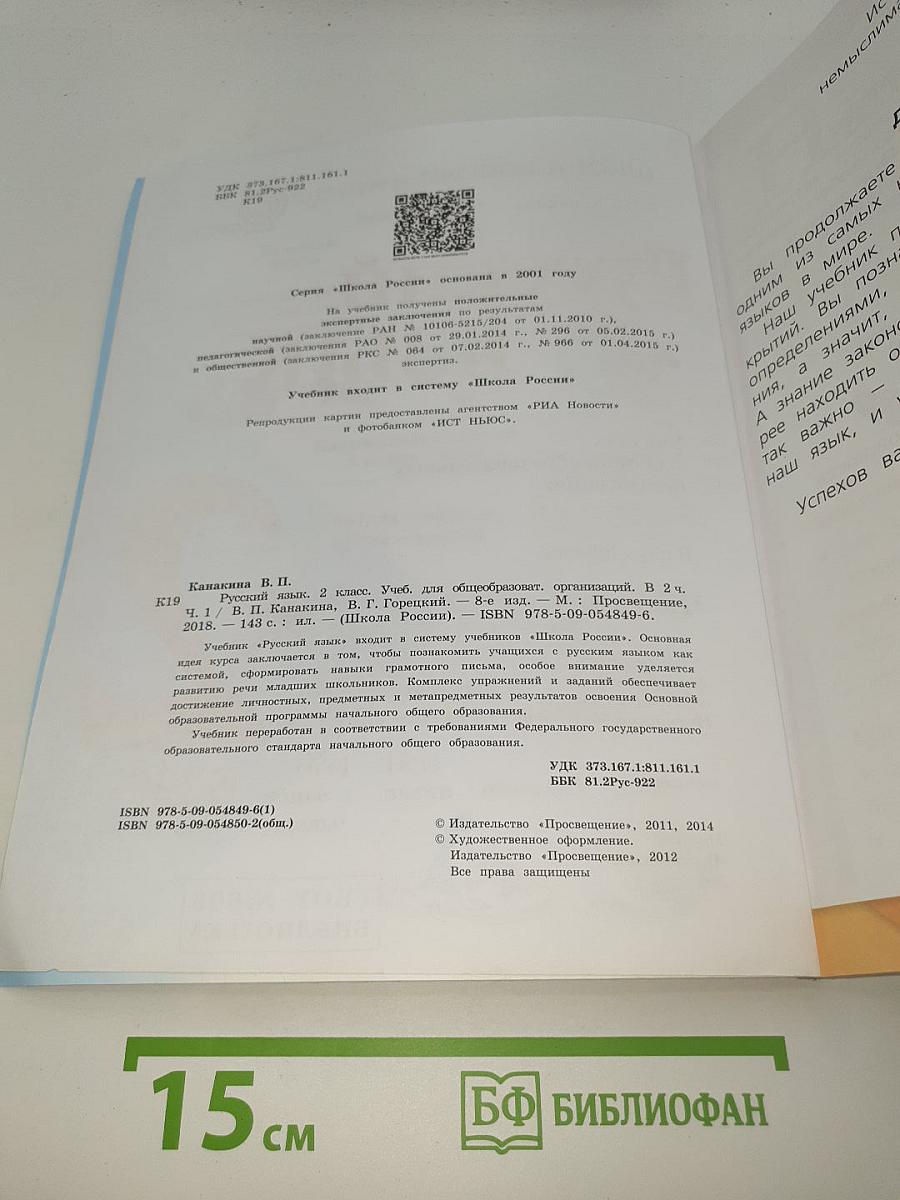 УДК 373.167.1:811.161.1
ББК 81.2Рус-922
К19
Серия «Школа России» основана в 2001 году
На учебник получены положительные
экспертные заключения по результатам
научной (заключение РАН № 10106-5215/204 от 01.11.2010 г.),
педагогической (заключения РАО № 008 от 29.01.2014 г., № 296 от 05.02.2015 г.)
и общественной (заключения РКС № 064 от 07.02.2014 г., № 966 от 01.04.2015 г.)
экспертиз.
Учебник входит в систему «Школа России»
Репродукции картин предоставлены агентством «РИА Новости»
и фотобанком «ИСТ НЬЮС».
Канакина В. П.
К19 Русский язык. 2 класс. Учеб. для общеобразоват. организаций. В 2 ч.
Ч. 1 / В. П. Канакина, В. Г. Горецкий. — 8-е изд. — М. : Просвещение,
2018. — 143 с. : ил. — (Школа России). — ISBN 978-5-09-054849-6.
Учебник «Русский язык» входит в систему учебников «Школа России». Основная
идея курса заключается в том, чтобы познакомить учащихся с русским языком как
системой, сформировать навыки грамотного письма, особое внимание уделяется
развитию речи младших школьников. Комплекс упражнений и заданий обеспечивает
достижение личностных, предметных и метапредметных результатов освоения Основной
образовательной программы начального общего образования.
Учебник переработан в соответствии с требованиями Федерального государственного
образовательного стандарта начального общего образования.
УДК 373.167.1:811.161.1
ББК 81.2Рус-922
ISBN 978-5-09-054849-6(1)
ISBN 978-5-09-054850-2(общ.)
© Издательство «Просвещение», 2011, 2014
© Художественное оформление.
Издательство «Просвещение», 2012
Все права защищены
Вы продолжаете
одним из самых
языков в мире.
Наш учебник
крытий. Вы
определениями,
ния, а значит,
А знание
рее находить
так важно —
наш язык, и
Успехов
15 см
БФ БИБЛИОФАН